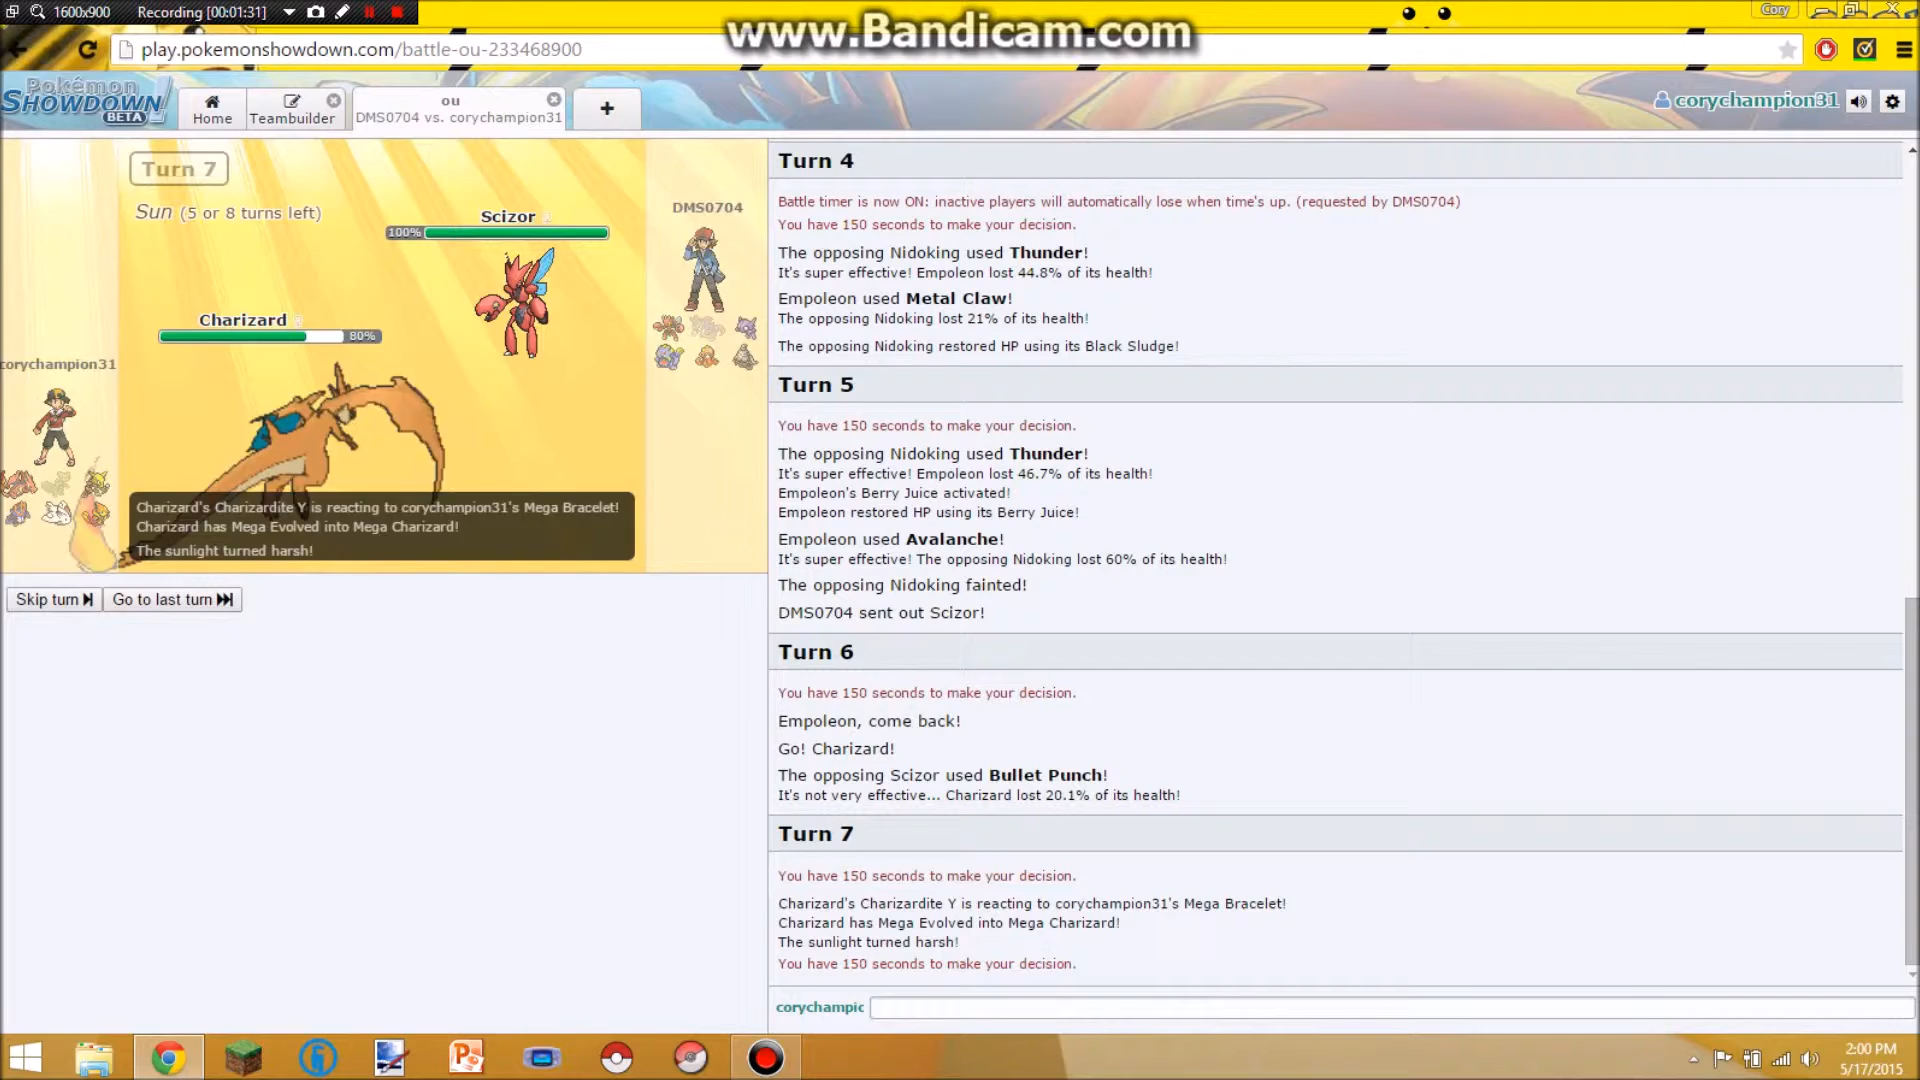 1600x900 Recording [00:01:31]
www.Bandicam.com
Cory
play.pokemonshowdown.com/battle-ou-233468900
Pokémon
SHOWDOWN!
BETA
Home
Teambuilder
ou
DMS0704 vs. corychampion31
+
corychampion31
Turn 7
Sun (5 or 8 turns left)
Scizor
100%
DMS0704
Charizard
80%
corychampion31
Charizard's Charizardite Y is reacting to corychampion31's Mega Bracelet!
Charizard has Mega Evolved into Mega Charizard!
The sunlight turned harsh!
Skip turn
Go to last turn
Turn 4
Battle timer is now ON: inactive players will automatically lose when time's up. (requested by DMS0704)
You have 150 seconds to make your decision.
The opposing Nidoking used Thunder!
It's super effective! Empoleon lost 44.8% of its health!
Empoleon used Metal Claw!
The opposing Nidoking lost 21% of its health!
The opposing Nidoking restored HP using its Black Sludge!
Turn 5
You have 150 seconds to make your decision.
The opposing Nidoking used Thunder!
It's super effective! Empoleon lost 46.7% of its health!
Empoleon's Berry Juice activated!
Empoleon restored HP using its Berry Juice!
Empoleon used Avalanche!
It's super effective! The opposing Nidoking lost 60% of its health!
The opposing Nidoking fainted!
DMS0704 sent out Scizor!
Turn 6
You have 150 seconds to make your decision.
Empoleon, come back!
Go! Charizard!
The opposing Scizor used Bullet Punch!
It's not very effective... Charizard lost 20.1% of its health!
Turn 7
You have 150 seconds to make your decision.
Charizard's Charizardite Y is reacting to corychampion31's Mega Bracelet!
Charizard has Mega Evolved into Mega Charizard!
The sunlight turned harsh!
You have 150 seconds to make your decision.
corychampic
2:00 PM
5/17/2015